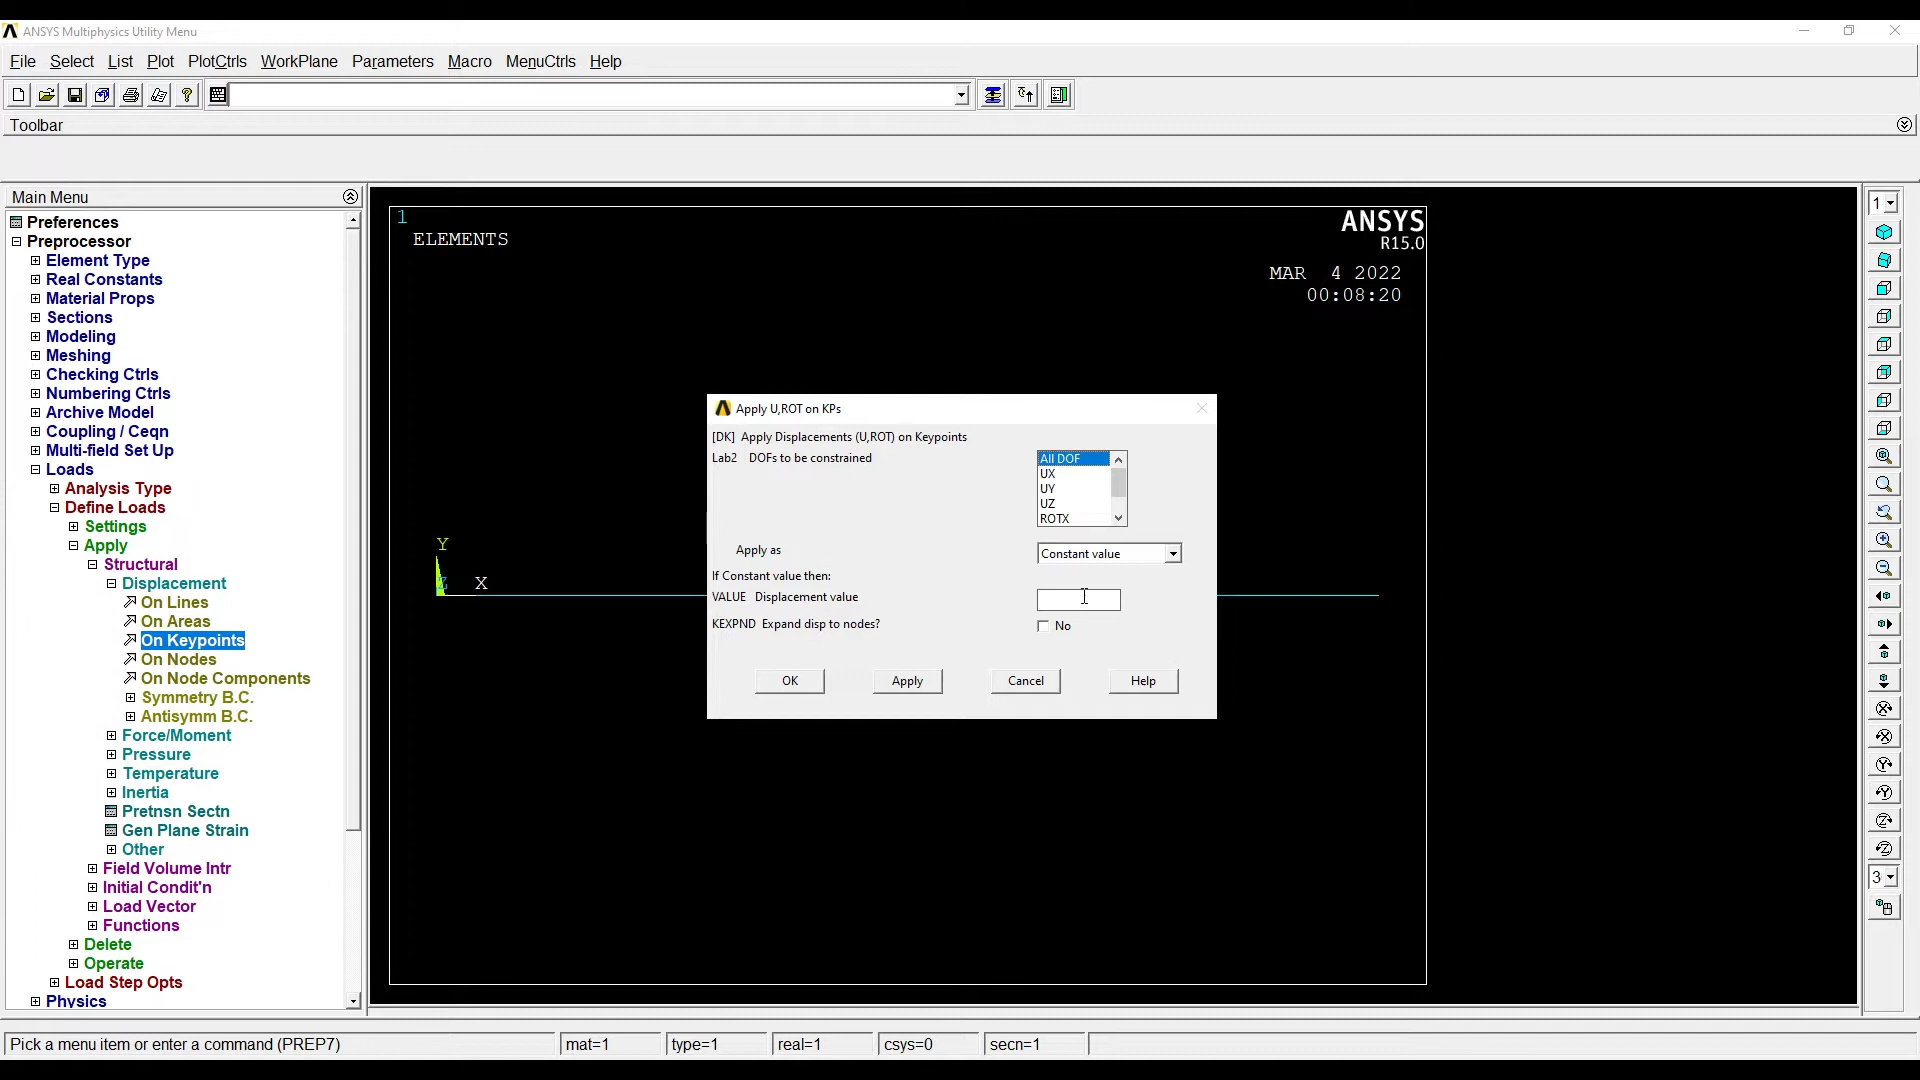 ANSYS Multiphysics Utility Menu
File Select List Plot PlotCtrls WorkPlane Parameters Macro MenuCtrls Help
Toolbar
Main Menu
Preferences
Preprocessor
Element Type
Real Constants
Material Props
Sections
Modeling
Meshing
Checking Ctrls
Numbering Ctrls
Archive Model
Coupling / Ceqn
Multi-field Set Up
Loads
Analysis Type
Define Loads
Settings
Apply
Structural
Displacement
On Lines
On Areas
On Keypoints
On Nodes
On Node Components
Symmetry B.C.
Antisymm B.C.
Force/Moment
Pressure
Temperature
Inertia
Pretnsn Sectn
Gen Plane Strain
Other
Field Volume Intr
Initial Condit'n
Load Vector
Functions
Delete
Operate
Load Step Opts
Physics
1
ELEMENTS
ANSYS
R15.0
MAR 4 2022
00:08:20
Y
Z X
Apply U,ROT on KPs
[DK] Apply Displacements (U,ROT) on Keypoints
Lab2 DOFs to be constrained
All DOF
UX
UY
UZ
ROTX
Apply as
Constant value
If Constant value then:
VALUE Displacement value
KEXPND Expand disp to nodes?
No
OK Apply Cancel Help
1
3
Pick a menu item or enter a command (PREP7)
mat=1
type=1
real=1
csys=0
secn=1